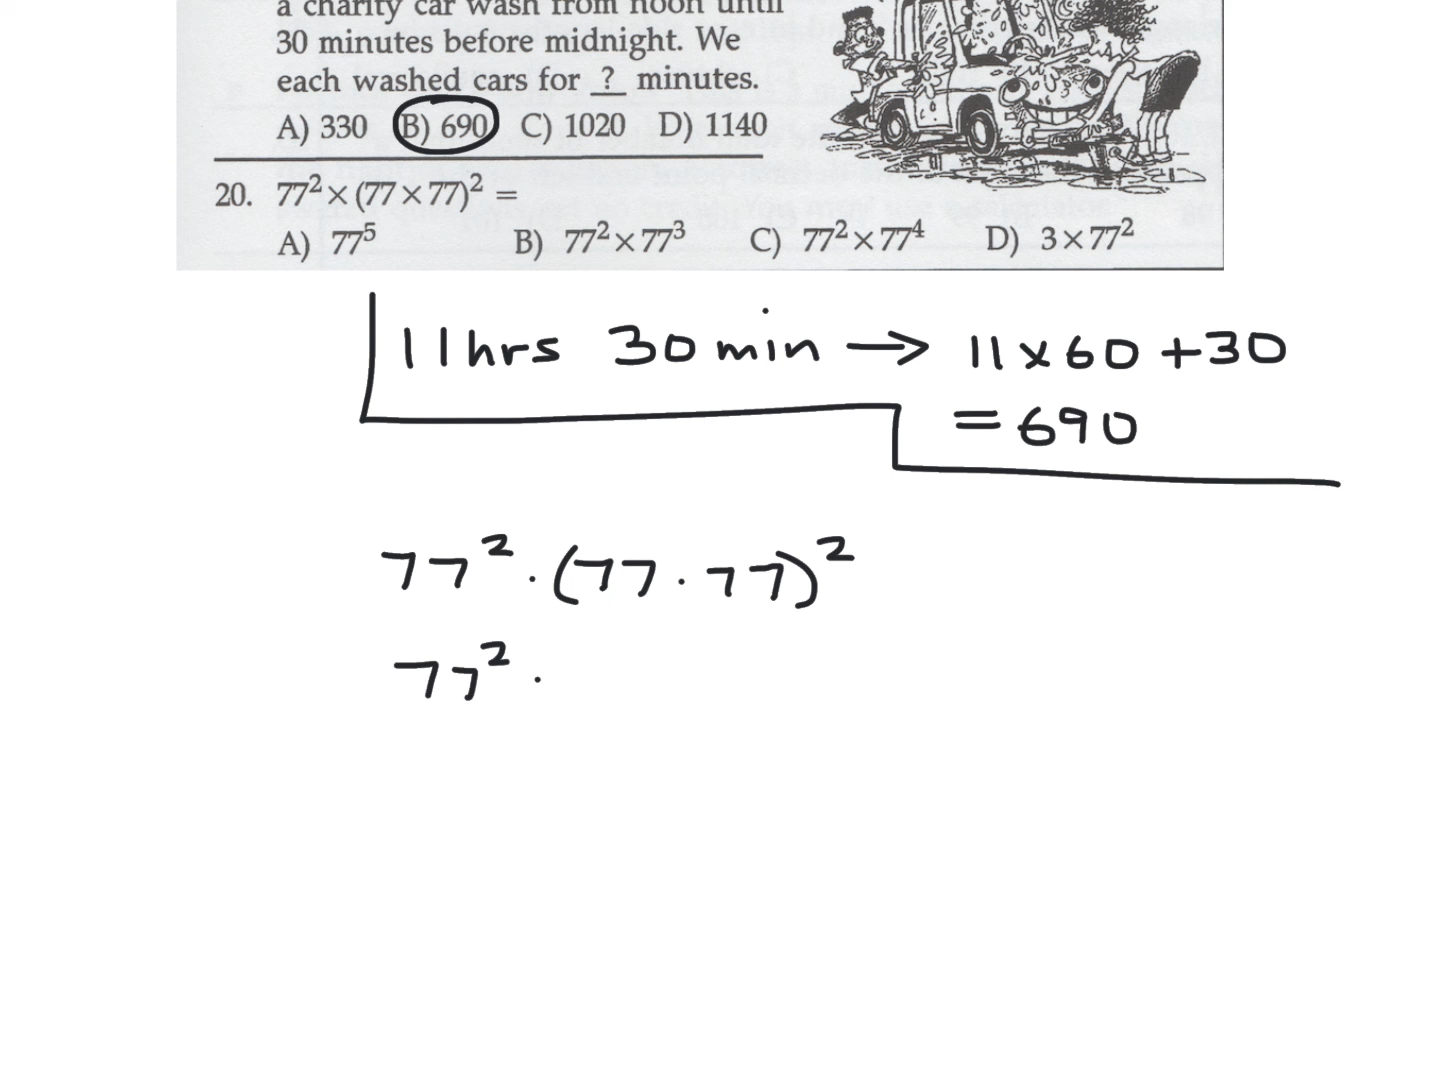 a charity car wash from noon until
30 minutes before midnight. We
each washed cars for ? minutes.
A) 330 B) 690 C) 1020 D) 1140
20. 77² × (77 × 77)² =
A) 77⁵ B) 77² × 77³ C) 77² × 77⁴ D) 3 × 77²
11hrs 30 min → 11 x 60 + 30
= 690
77² · (77 · 77)²
77² ·